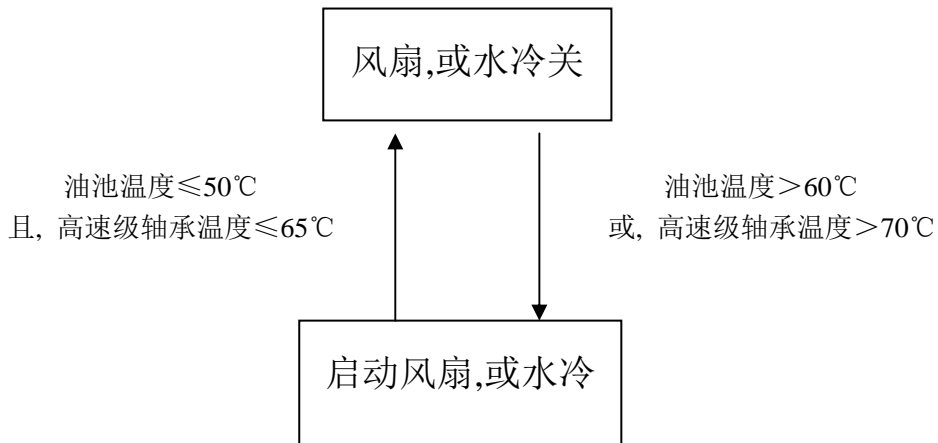 风扇,或水冷关
油池温度≤50℃
且, 高速级轴承温度≤65℃
油池温度＞60℃
或, 高速级轴承温度＞70℃
启动风扇,或水冷